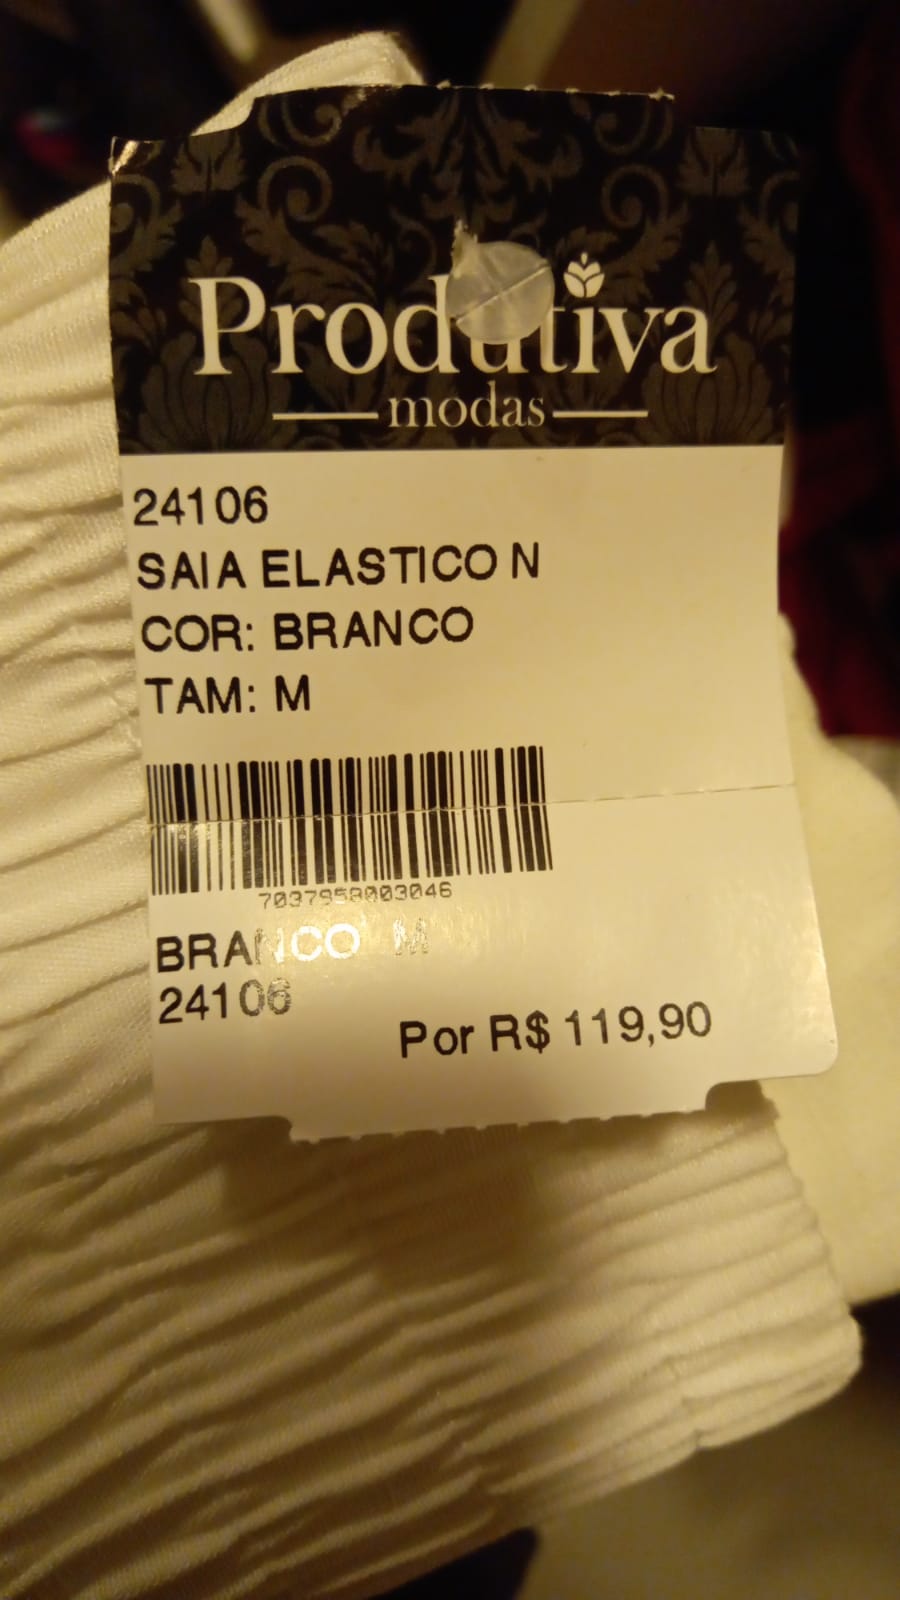 Produtiva
modas
24106
SAIA ELASTICO N
COR: BRANCO
TAM: M
7037958003046
BRANCO M
24106
Por R$ 119,90